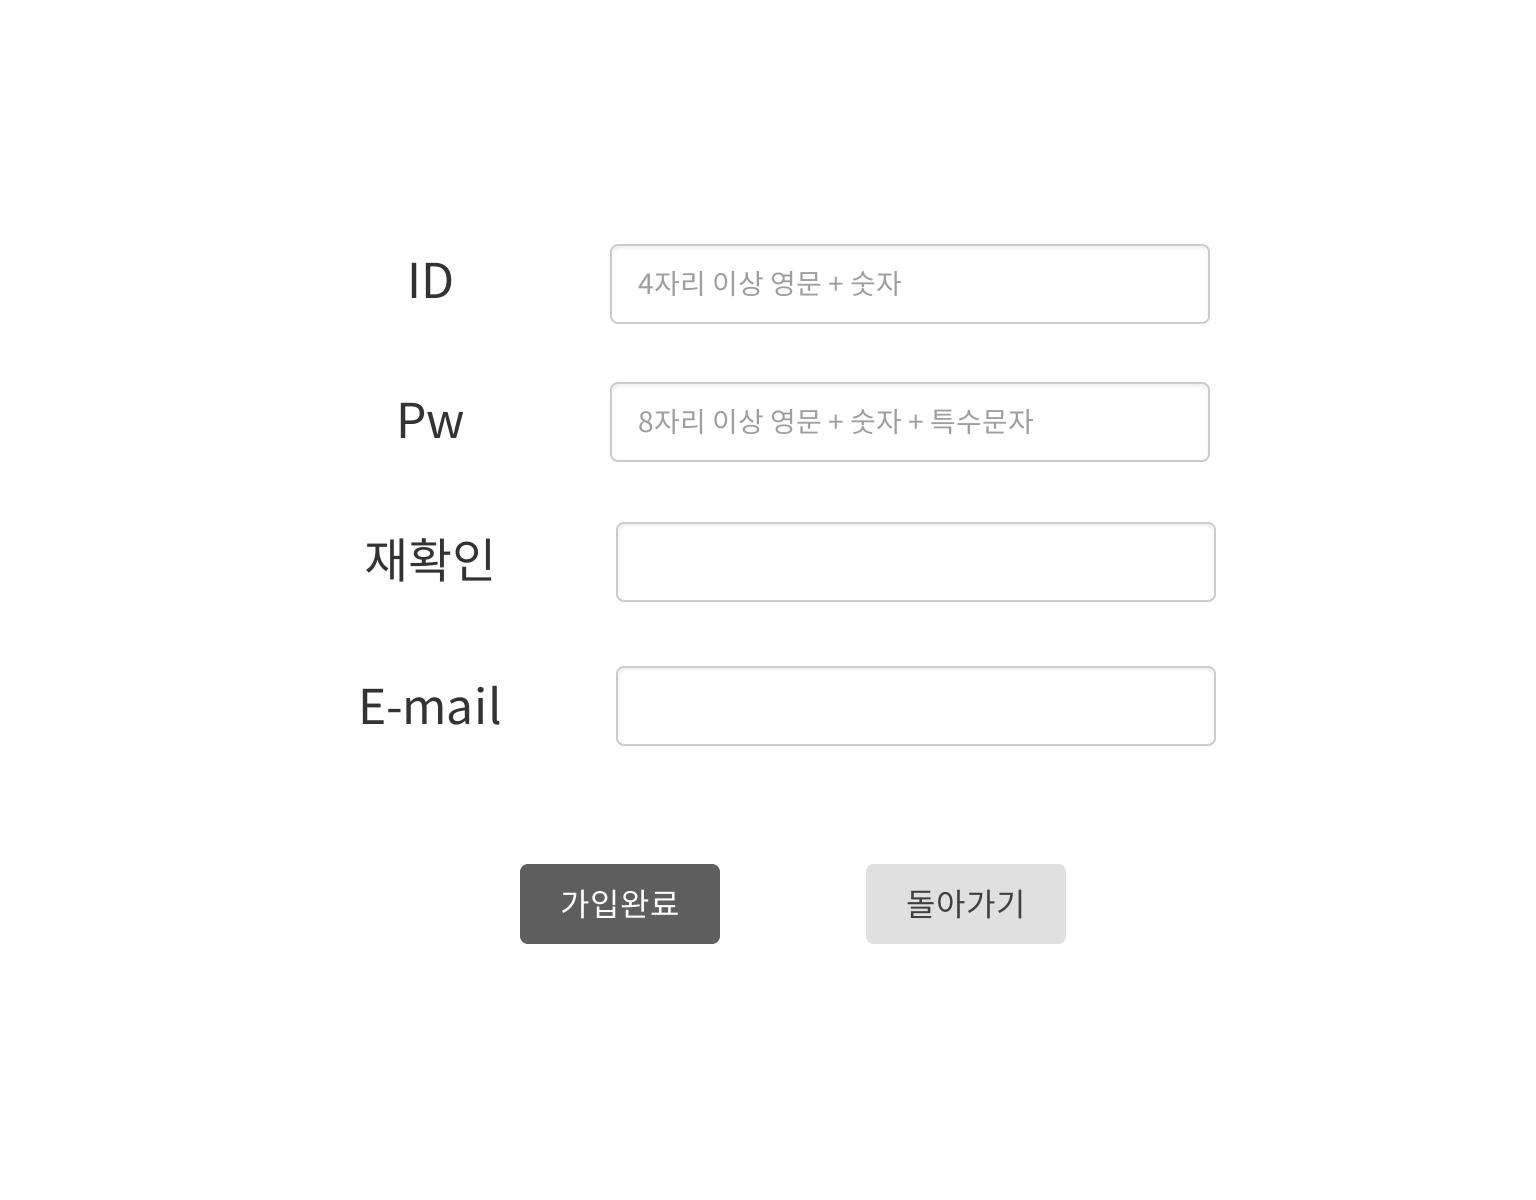 ID
4자리 이상 영문 + 숫자
Pw
8자리 이상 영문 + 숫자 + 특수문자
재확인
E-mail
가입완료
돌아가기